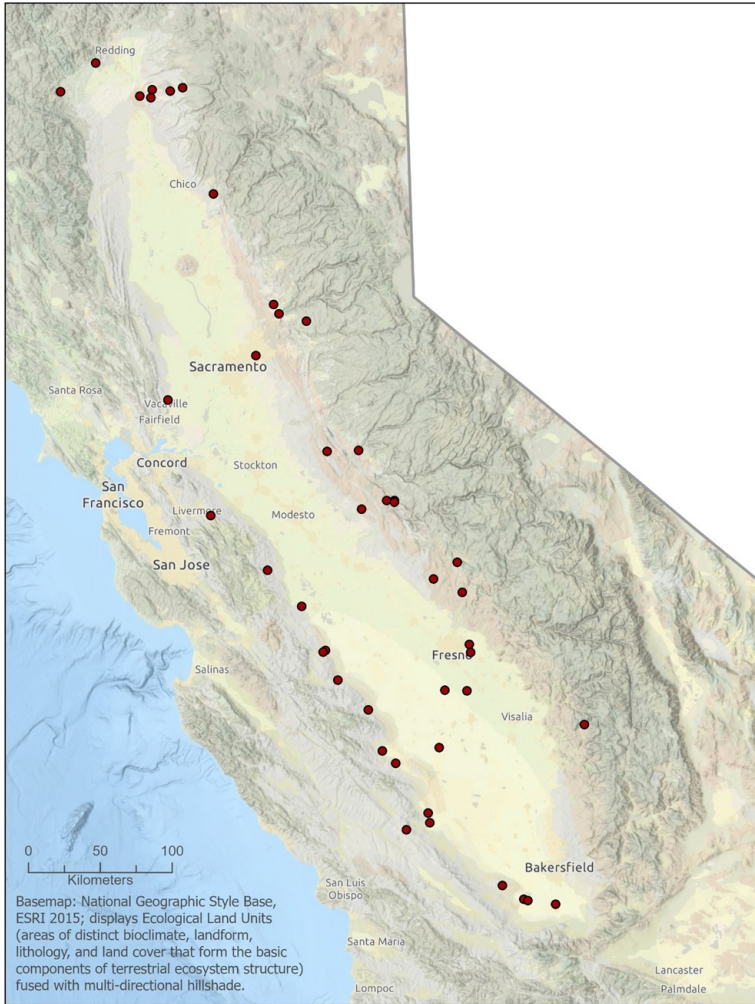 Redding
Chico
Sacramento
Santa Rosa
Vacaville
Fairfield
Concord
Stockton
San
Francisco
Livermore
Modesto
Fremont
San Jose
Fresno
Salinas
Visalia
0 50 100
Kilometers
Bakersfield
San Luis
Obispo
Basemap: National Geographic Style Base,
ESRI 2015; displays Ecological Land Units
(areas of distinct bioclimate, landform,
lithology, and land cover that form the basic
components of terrestrial ecosystem structure)
fused with multi-directional hillshade.
Santa Maria
Lancaster
Palmdale
Lompoc